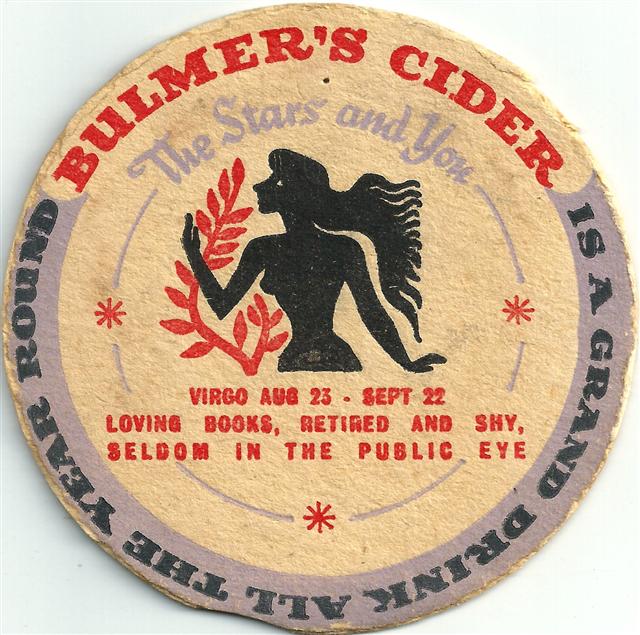 BULMER'S CIDER
IS A GRAND DRINK ALL THE YEAR ROUND
The Stars and You
VIRGO AUG 23 - SEPT 22
LOVING BOOKS, RETIRED AND SHY,
SELDOM IN THE PUBLIC EYE